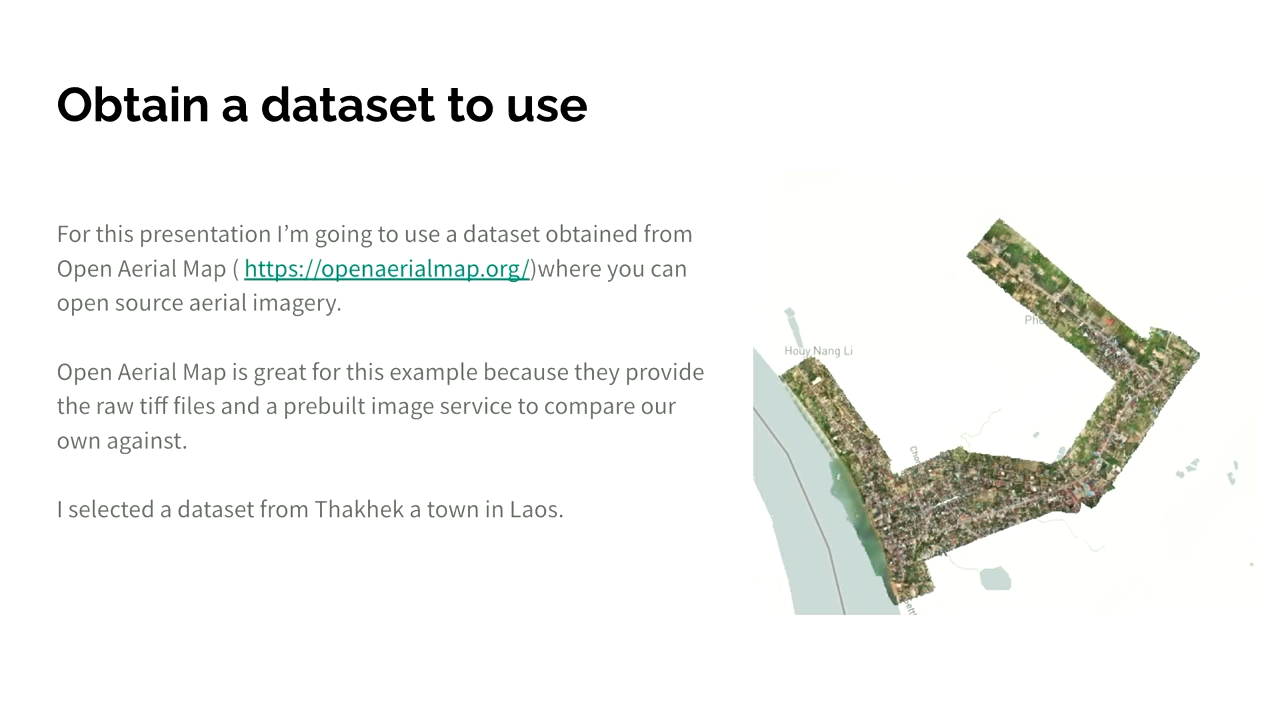 Obtain a dataset to use
For this presentation I’m going to use a dataset obtained from
Open Aerial Map ( https://openaerialmap.org/)where you can
open source aerial imagery.
Open Aerial Map is great for this example because they provide
the raw tiff files and a prebuilt image service to compare our
own against.
I selected a dataset from Thakhek a town in Laos.
Houy Nang Li